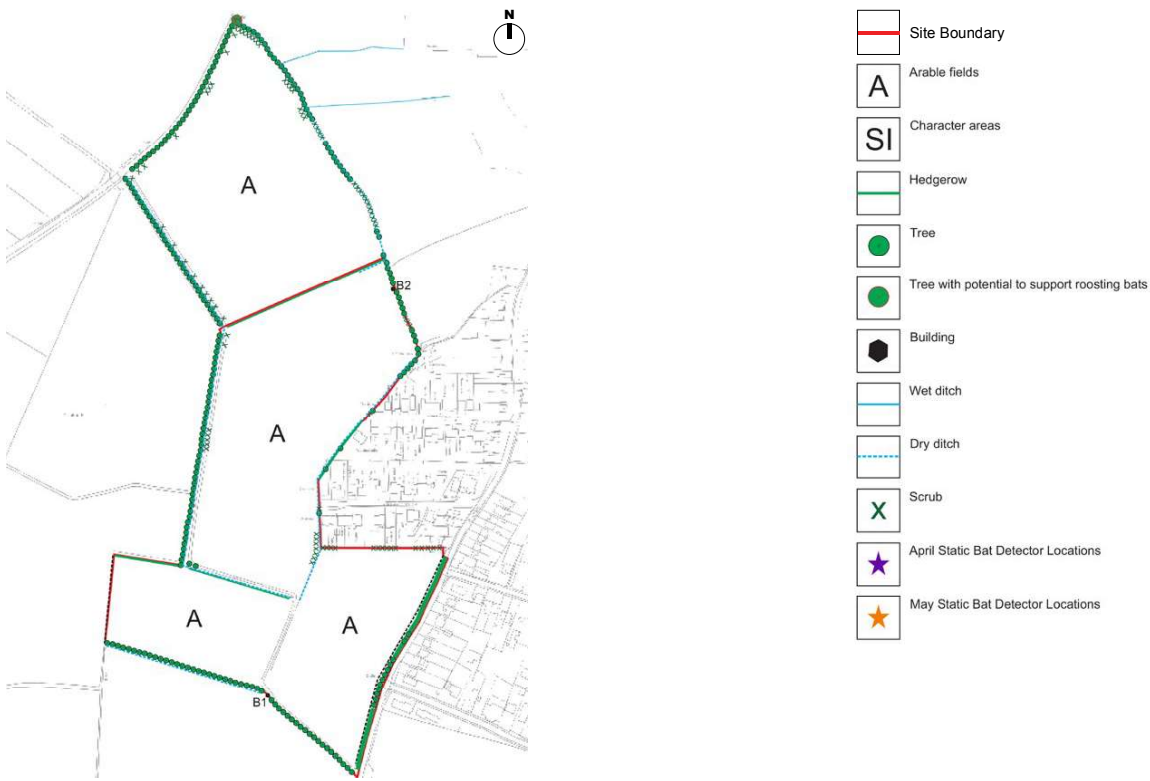 N
A
B2
A
A
A
B1
Site Boundary
A
Arable fields
SI
Character areas
Hedgerow
Tree
Tree with potential to support roosting bats
Building
Wet ditch
Dry ditch
X
Scrub
April Static Bat Detector Locations
May Static Bat Detector Locations